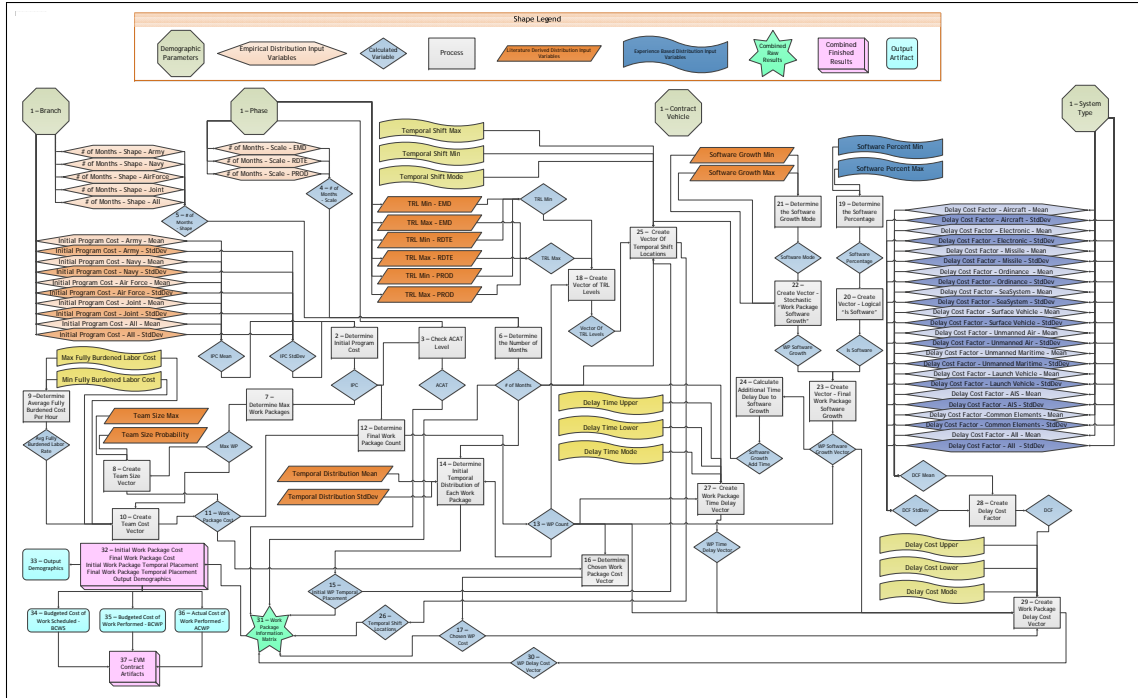 Shape Legend
Demographic
Parameters
Empirical Distribution Input
Variables
Calculated
Variable
Process
Literature Derived Distribution Input
Variables
Experience Based Distribution Input
Variables
Combined
Raw
Results
Combined
Finished
Results
Output
Artifact
1 – Branch
1 – Phase
1 – Contract
Vehicle
1 – System
Type
# of Months - Shape - Army
# of Months - Shape - Navy
# of Months - Shape - AirForce
# of Months - Shape - Joint
# of Months - Shape - All
5 – # of
Months
-Shape
# of Months - Scale - EMD
# of Months - Scale - RDTE
# of Months - Scale - PROD
4 – # of
Months
-Scale
Temporal Shift Max
Temporal Shift Min
Temporal Shift Mode
TRL Min - EMD
TRL Max - EMD
TRL Min - RDTE
TRL Max - RDTE
TRL Min - PROD
TRL Max - PROD
TRL Min
TRL Max
18 – Create
Vector of TRL
Levels
Vector Of
TRL Levels
25 – Create
Vector Of
Temporal Shift
Locations
Software Growth Min
Software Growth Max
21 – Determine
the Software
Growth Mode
Software Mode
22 –
Create Vector -
Stochastic
"Work Package
Software
Growth"
WP Software
Growth
Software Percent Min
Software Percent Max
19 – Determine
the Software
Percentage
Software
Percentage
20 – Create
Vector - Logical
"Is Software"
Is Software
23 – Create
Vector - Final
Work Package
Software Growth
WP Software
Growth Vector
24 – Calculate
Additional Time
Delay Due to
Software
Growth
Software
Growth
Add Time
Initial Program Cost - Army - Mean
Initial Program Cost - Army - StdDev
Initial Program Cost - Navy - Mean
Initial Program Cost - Navy - StdDev
Initial Program Cost - Air Force - Mean
Initial Program Cost - Air Force - StdDev
Initial Program Cost - Joint - Mean
Initial Program Cost - Joint - StdDev
Initial Program Cost - All - Mean
Initial Program Cost - All - StdDev
IPC Mean
IPC StdDev
2 – Determine
Initial Program
Cost
IPC
3 – Check ACAT
Level
ACAT
6 – Determine
the Number of
Months
# of Months
Max Fully Burdened Labor Cost
Min Fully Burdened Labor Cost
9 –Determine
Average Fully
Burdened Cost
Per Hour
Avg Fully
Burdened Labor
Rate
Team Size Max
Team Size Probability
7 –
Determine Max
Work Packages
Max WP
8 – Create
Team Size
Vector
10 – Create
Team Cost
Vector
11 – Work
Package Cost
12 – Determine
Final Work
Package Count
Temporal Distribution Mean
Temporal Distribution StdDev
14 – Determine
Initial
Temporal
Distribution of
Each Work
Package
13 – WP Count
Delay Time Upper
Delay Time Lower
Delay Time Mode
27 – Create
Work Package
Time Delay
Vector
WP Time
Delay Vector
16 – Determine
Chosen Work
Package Cost
Vector
Delay Cost Factor - Aircraft - Mean
Delay Cost Factor - Aircraft - StdDev
Delay Cost Factor - Electronic - Mean
Delay Cost Factor - Electronic - StdDev
Delay Cost Factor - Missile - Mean
Delay Cost Factor - Missile - StdDev
Delay Cost Factor - Ordinance - Mean
Delay Cost Factor - Ordinance - StdDev
Delay Cost Factor - SeaSystem - Mean
Delay Cost Factor - SeaSystem - StdDev
Delay Cost Factor - Surface Vehicle - Mean
Delay Cost Factor - Surface Vehicle - StdDev
Delay Cost Factor - Unmanned Air - Mean
Delay Cost Factor - Unmanned Air - StdDev
Delay Cost Factor - Unmanned Maritime - Mean
Delay Cost Factor - Unmanned Maritime - StdDev
Delay Cost Factor - Launch Vehicle - Mean
Delay Cost Factor - Launch Vehicle - StdDev
Delay Cost Factor - AIS - Mean
Delay Cost Factor - AIS - StdDev
Delay Cost Factor -Common Elements - Mean
Delay Cost Factor - Common Elements - StdDev
Delay Cost Factor - All - Mean
Delay Cost Factor - All - StdDev
DCF Mean
DCF StdDev
28 – Create
Delay Cost
Factor
DCF
Delay Cost Upper
Delay Cost Lower
Delay Cost Mode
29 – Create
Work Package
Delay Cost
Vector
33 – Output
Demographics
32 – Initial Work Package Cost
Final Work Package Cost
Initial Work Package Temporal Placement
Final Work Package Temporal Placement
Output Demographics
34 – Budgeted Cost of
Work Scheduled - BCWS
35 – Budgeted Cost of
Work Performed - BCWP
36 – Actual Cost of
Work Performed -
ACWP
37 – EVM
Contract
Artifacts
15 –
Initial WP Temporal
Placement
31 – Work
Package
Information
Matrix
26 –
Temporal Shift
Locations
17 –
Chosen WP
Cost
30 –
WP Delay Cost
Vector